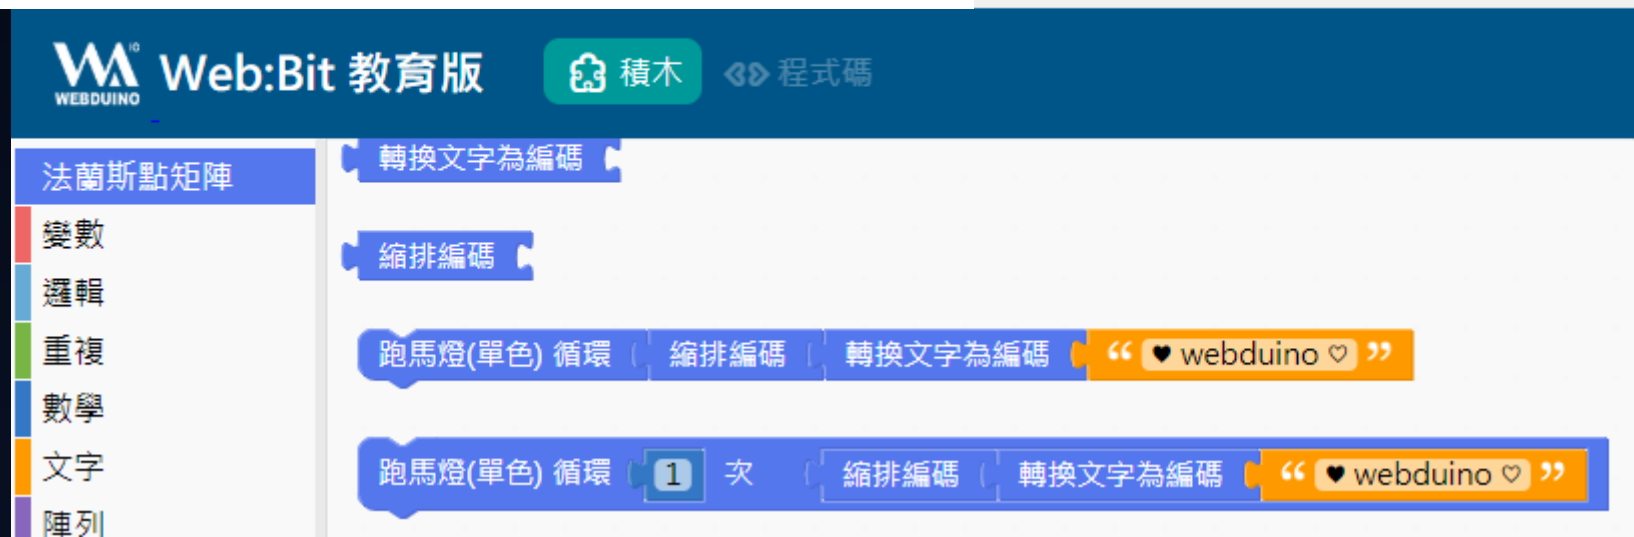 WEBDUINO Web:Bit 教育版 積木 程式碼
法蘭斯點矩陣
變數
邏輯
重複
數學
文字
陣列
轉換文字為編碼
縮排編碼
跑馬燈(單色) 循環 縮排編碼 轉換文字為編碼 “ ♥ webduino ♡ ”
跑馬燈(單色) 循環 1 次 縮排編碼 轉換文字為編碼 “ ♥ webduino ♡ ”